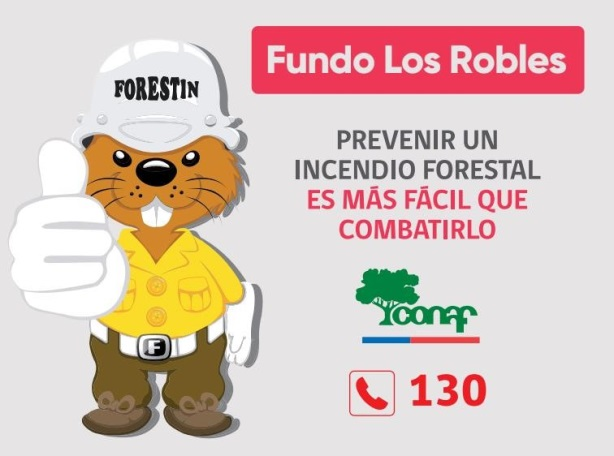 FORESTIN
Fundo Los Robles
PREVENIR UN
INCENDIO FORESTAL
ES MÁS FÁCIL QUE
COMBATIRLO
conaf
F
130